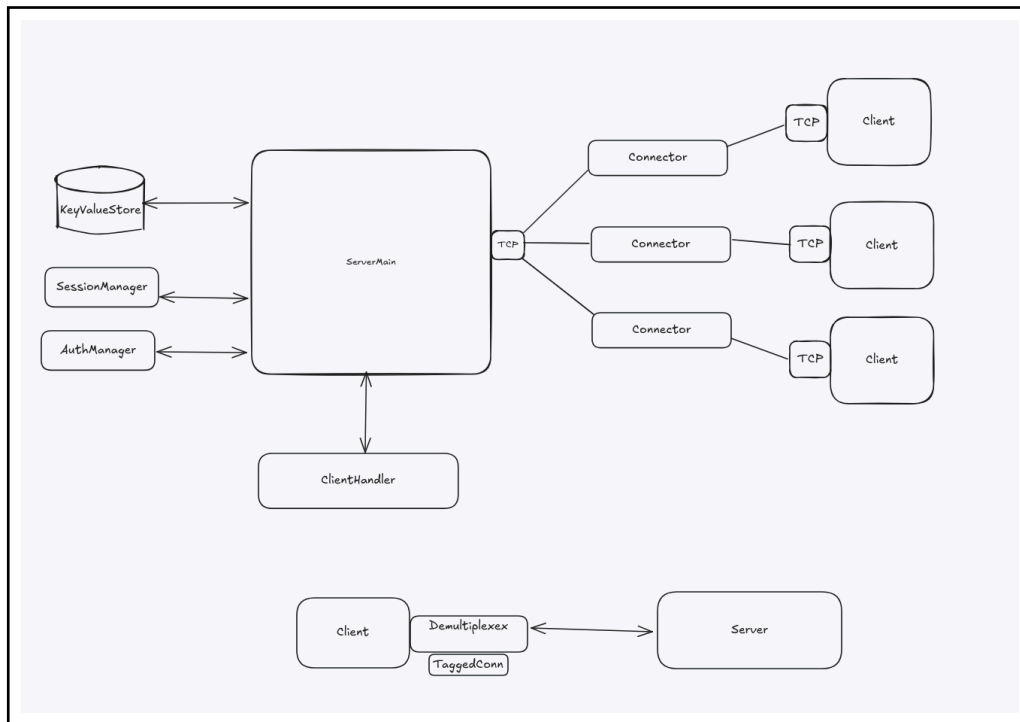 TCP
Client
Connector
KeyValueStore
Connector
TCP
Client
TCP
ServerMain
SessionManager
Connector
AuthManager
TCP
Client
ClientHandler
Client
Demultiplexex
Server
TaggedConn